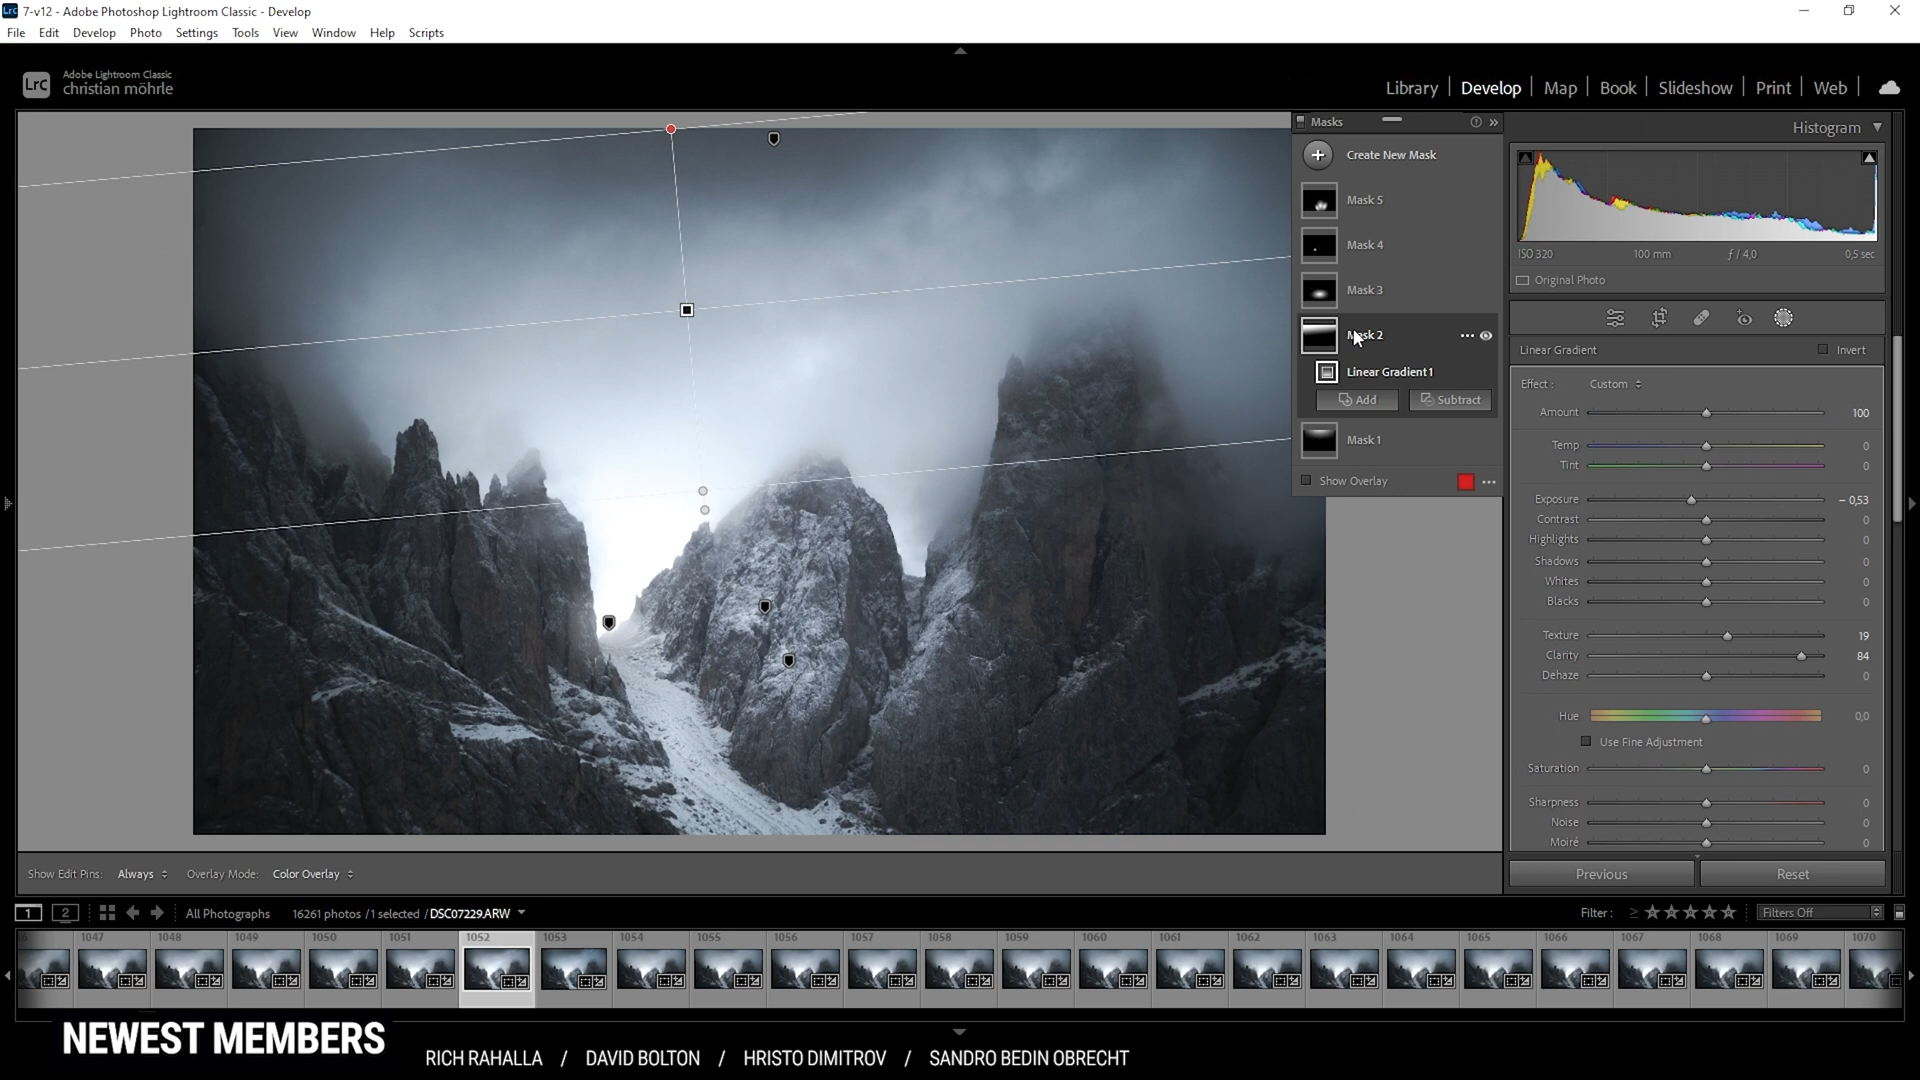 7-v12 - Adobe Photoshop Lightroom Classic - Develop
File Edit Develop Photo Settings Tools View Window Help Scripts
LrC
Adobe Lightroom Classic
christian möhrle
Library Develop Map Book Slideshow Print Web
Masks
Create New Mask
Mask 5
Mask 4
Mask 3
Mask 2
Linear Gradient 1
Add Subtract
Mask 1
Show Overlay
Histogram
ISO 320 100 mm ƒ / 4,0 0,5 sec
Original Photo
Linear Gradient Invert
Effect : Custom
Amount 100
Temp 0
Tint 0
Exposure – 0,53
Contrast 0
Highlights 0
Shadows 0
Whites 0
Blacks 0
Texture 19
Clarity 84
Dehaze 0
Hue 0,0
Use Fine Adjustment
Saturation 0
Sharpness 0
Noise 0
Moiré 0
Previous Reset
Show Edit Pins: Always Overlay Mode: Color Overlay
1 2 All Photographs 16261 photos / 1 selected / DSC07229.ARW Filter : Filters Off
1047 1048 1049 1050 1051 1052 1053 1054 1055 1056 1057 1058 1059 1060 1061 1062 1063 1064 1065 1066 1067 1068 1069 1070
NEWEST MEMBERS
RICH RAHALLA / DAVID BOLTON / HRISTO DIMITROV / SANDRO BEDIN OBRECHT